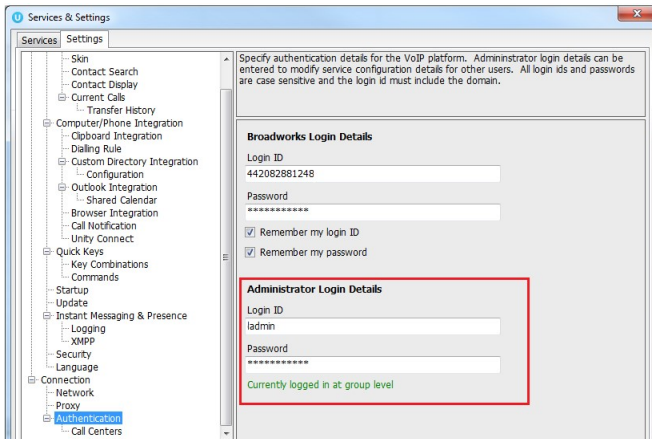 Services & Settings
Services
Settings
Skin
Contact Search
Contact Display
Current Calls
Transfer History
Computer/Phone Integration
Clipboard Integration
Dialling Rule
Custom Directory Integration
Configuration
Outlook Integration
Shared Calendar
Browser Integration
Call Notification
Unity Connect
Quick Keys
Key Combinations
Commands
Startup
Update
Instant Messaging & Presence
Logging
XMPP
Security
Language
Connection
Network
Proxy
Authentication
Call Centers
Specify authentication details for the VoIP platform. Admininstrator login details can be
entered to modify service configuration details for other users. All login ids and passwords
are case sensitive and the login id must include the domain.
Broadworks Login Details
Login ID
442082881248
Password
***********
Remember my login ID
Remember my password
Administrator Login Details
Login ID
ladmin
Password
***********
Currently logged in at group level